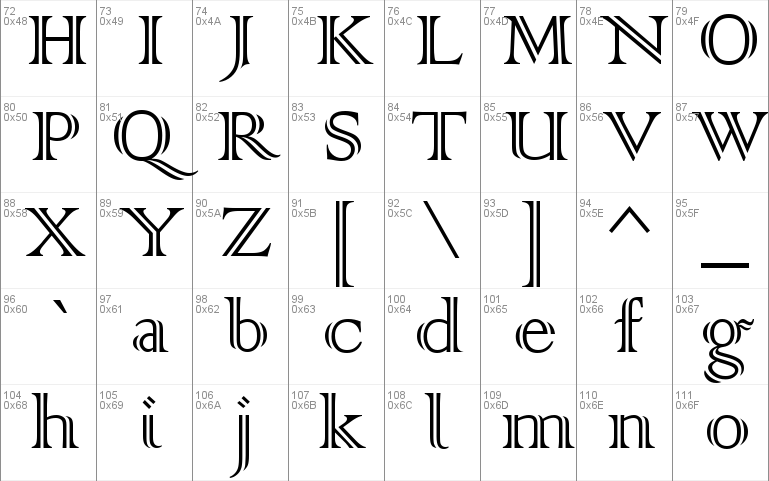 72 73 74 75 76 77 78 79
0x48 0x49 0x4A 0x4B 0x4C 0x4D 0x4E 0x4F
H I J K L M N O
80 81 82 83 84 85 86 87
0x50 0x51 0x52 0x53 0x54 0x55 0x56 0x57
P Q R S T U V W
88 89 90 91 92 93 94 95
0x58 0x59 0x5A 0x5B 0x5C 0x5D 0x5E 0x5F
X Y Z [ \ ] ^ _
96 97 98 99 100 101 102 103
0x60 0x61 0x62 0x63 0x64 0x65 0x66 0x67
` a b c d e f g
104 105 106 107 108 109 110 111
0x68 0x69 0x6A 0x6B 0x6C 0x6D 0x6E 0x6F
h i j k l m n o